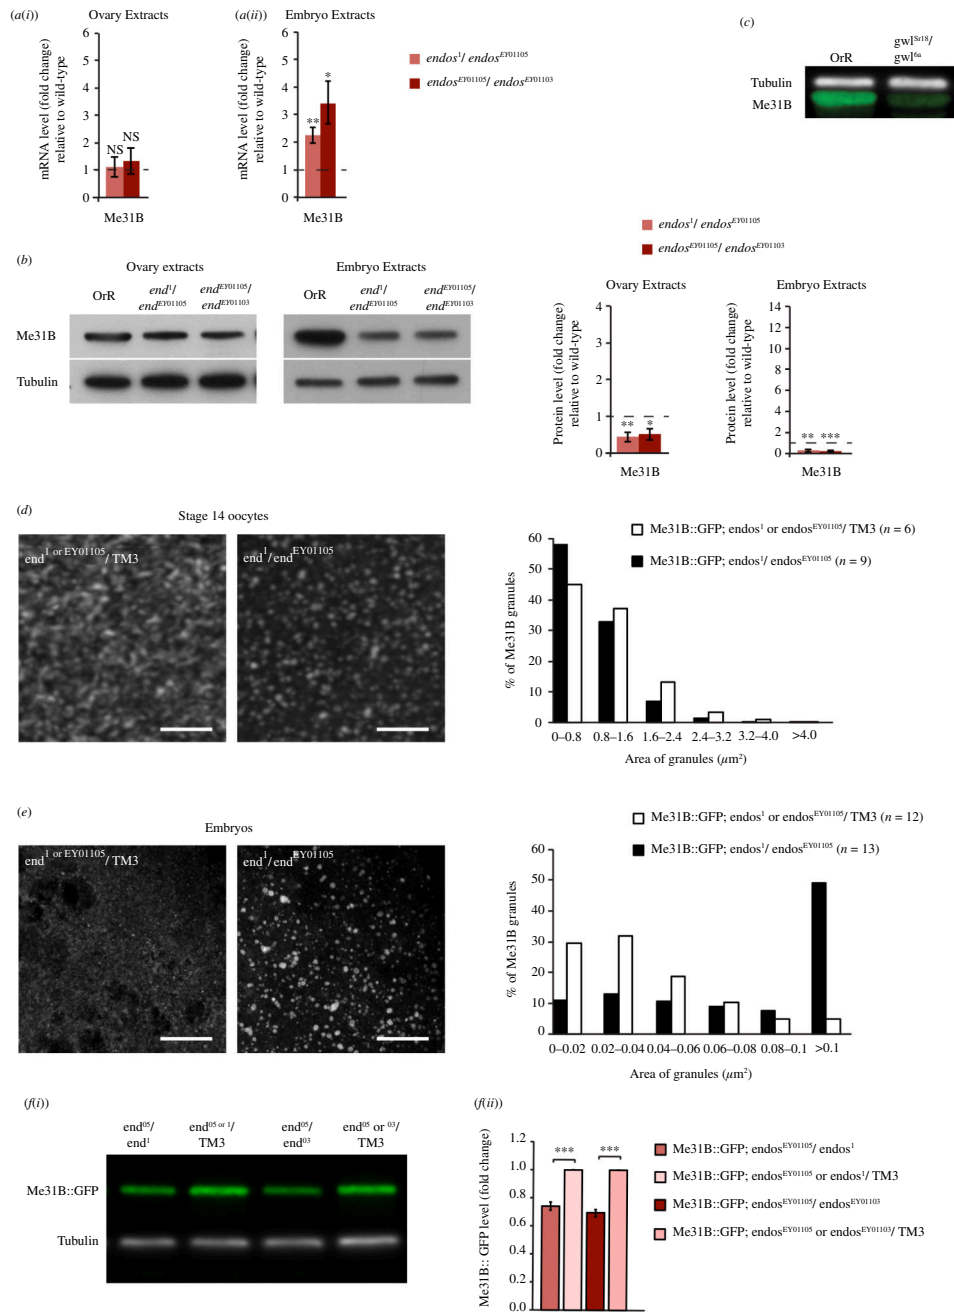 (a(i))
Ovary Extracts
mRNA level (fold change)
relative to wild-type
6
5
4
3
2
1
0
NS
NS
Me31B
(a(ii)
Embryo Extracts
mRNA level (fold change)
relative to wild-type
6
5
4
3
2
1
0
**
*
Me31B
endos1/ endosEY01105
endosEY01105/ endosEY01103
(c)
OrR
gwlSr18/
gwl6a
Tubulin
Me31B
(b)
Ovary extracts
OrR
end1/
endEY01105
endEY01105/
endEY01103
Embryo Extracts
OrR
end1/
endEY01105
endEY01105/
endEY01103
Me31B
Tubulin
endos1/ endosEY01105
endosEY01105/ endosEY01103
Ovary Extracts
Protein level (fold change)
relative to wild-type
4
3
2
1
0
**
*
Me31B
Embryo Extracts
Protein level (fold change)
relative to wild-type
14
12
10
8
6
4
2
0
**
***
Me31B
(d)
Stage 14 oocytes
end1 or EY01105/ TM3
end1/ endEY01105
Me31B::GFP; endos1 or endosEY01105/ TM3 (n = 6)
Me31B::GFP; endos1/ endosEY01105 (n = 9)
% of Me31B granules
60
50
40
30
20
10
0
0–0.8
0.8–1.6
1.6–2.4
2.4–3.2
3.2–4.0
>4.0
Area of granules (µm2)
(e)
Embryos
end1 or EY01105/ TM3
end1/ endEY01105
Me31B::GFP; endos1 or endosEY01105/ TM3 (n = 12)
Me31B::GFP; endos1/ endosEY01105 (n = 13)
% of Me31B granules
60
50
40
30
20
10
0
0–0.02
0.02–0.04
0.04–0.06
0.06–0.08
0.08–0.1
>0.1
Area of granules (µm2)
(f(i))
end05/
end1
end05 or 1/
TM3
end05/
end03
end05 or 03/
TM3
Me31B::GFP
Tubulin
(f(ii))
Me31B:: GFP level (fold change)
1.2
1.0
0.8
0.6
0.4
0.2
0.0
***
***
Me31B::GFP; endosEY01105/ endos1
Me31B::GFP; endosEY01105 or endos1/ TM3
Me31B::GFP; endosEY01105/ endosEY01103
Me31B::GFP; endosEY01105 or endosEY01103/ TM3